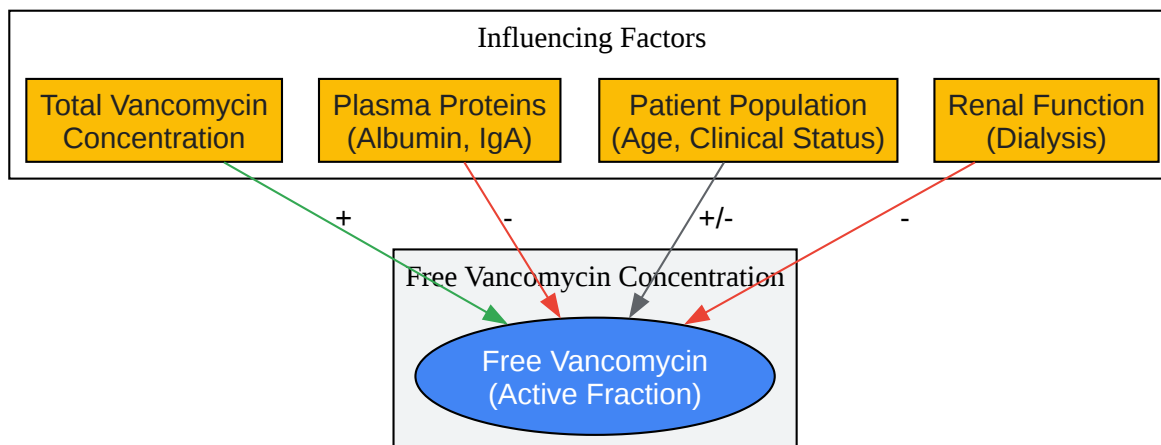 Influencing Factors
Total Vancomycin
Concentration
Plasma Proteins
(Albumin, IgA)
Patient Population
(Age, Clinical Status)
Renal Function
(Dialysis)
+
-
+/-
-
Free Vancomycin Concentration
Free Vancomycin
(Active Fraction)